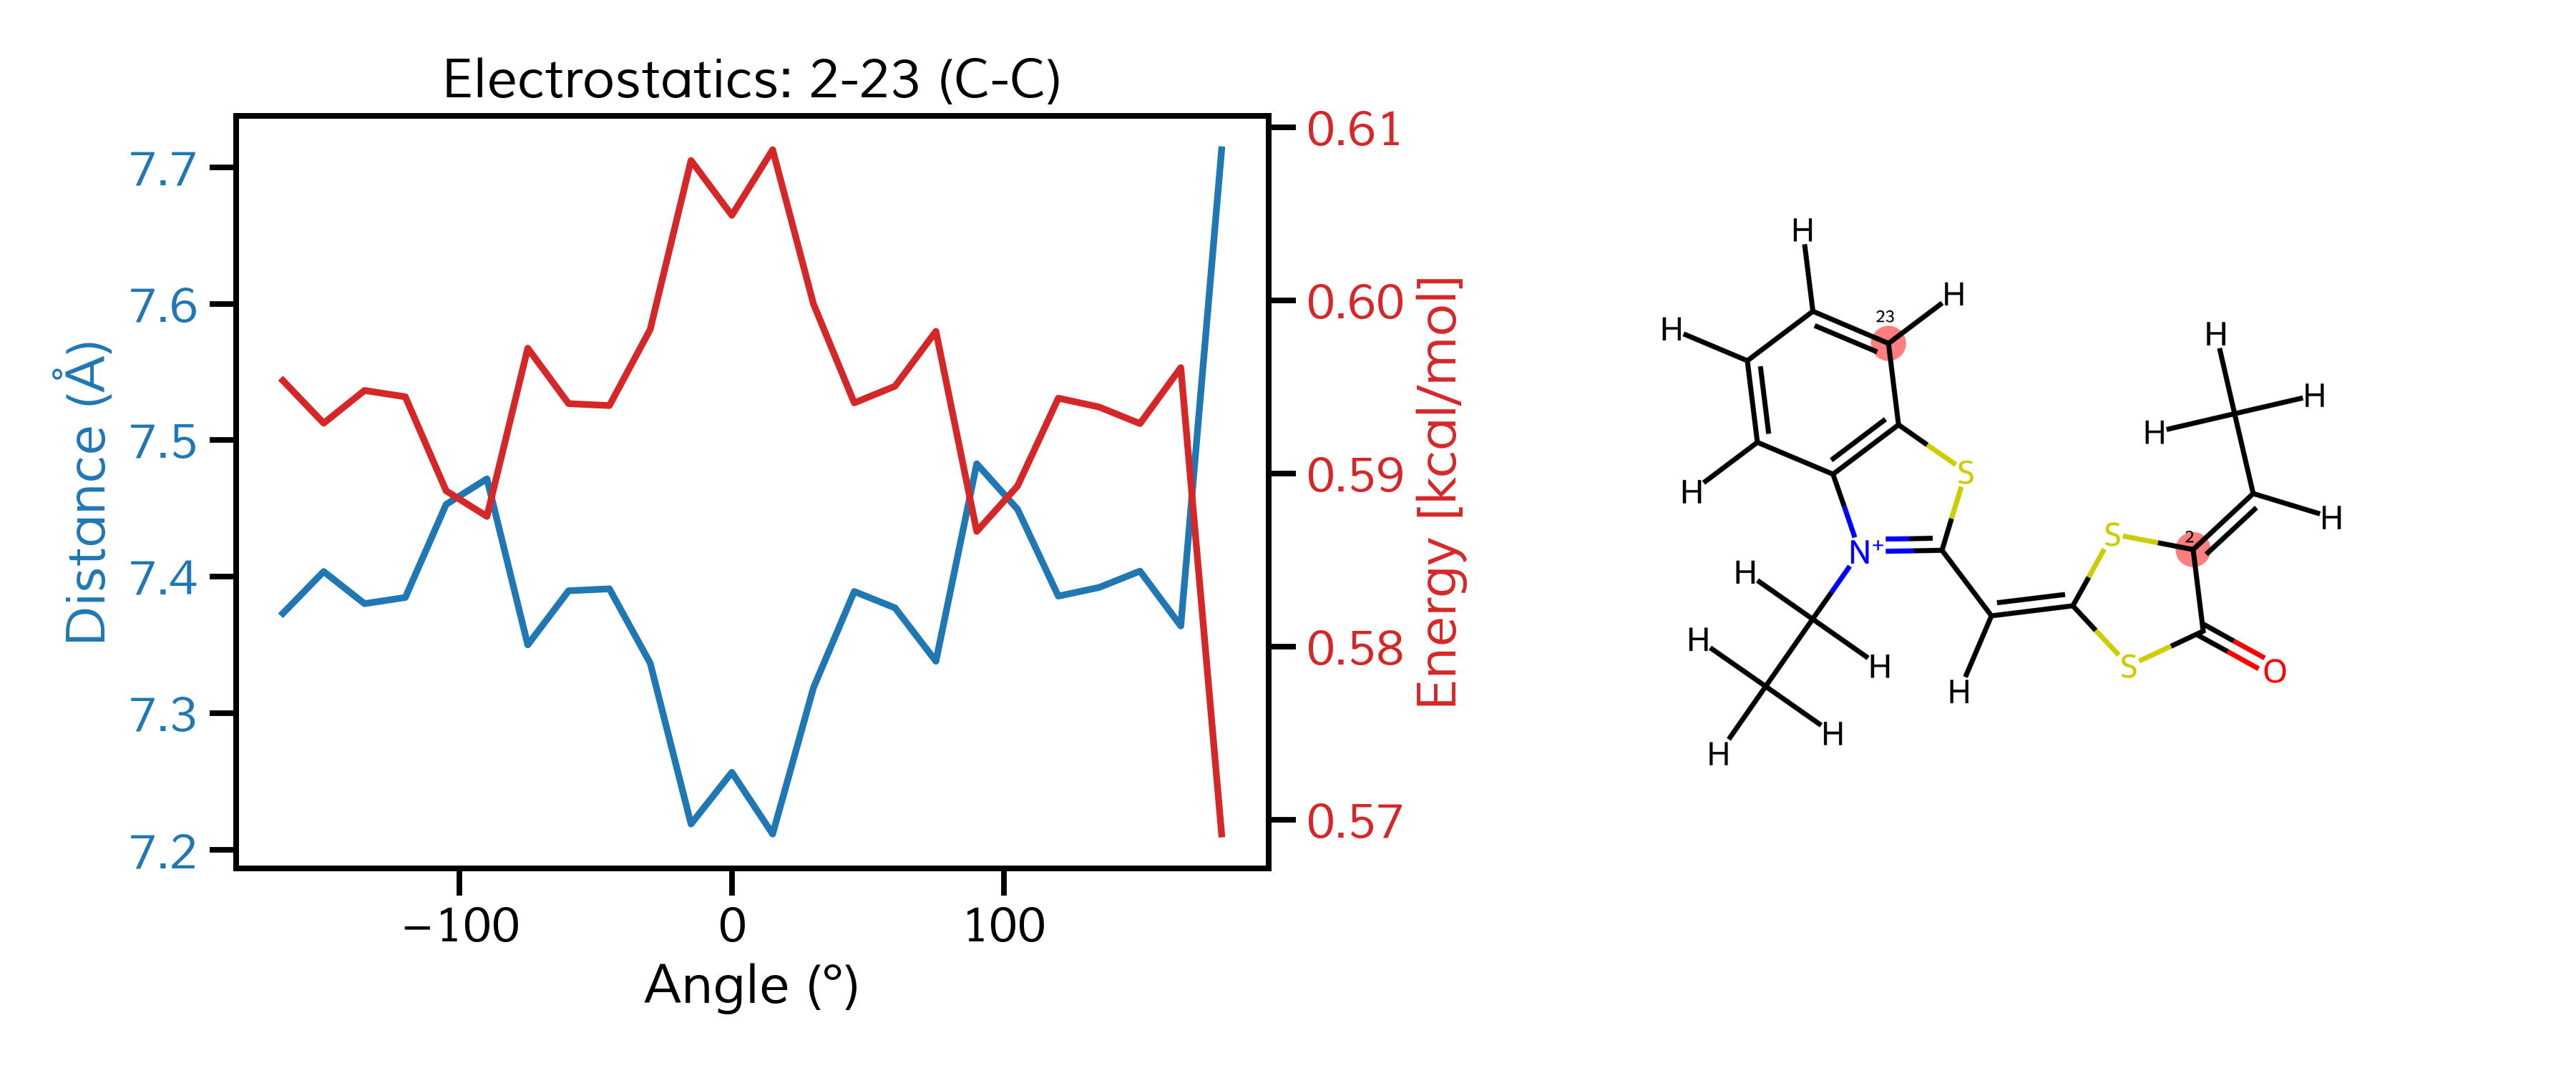 Electrostatics: 2-23 (C-C)
7.7
7.6
7.5
7.4
7.3
7.2
Distance (Å)
0.61
0.60
0.59
0.58
0.57
Energy [kcal/mol]
−100
0
100
Angle (°)
H
H
23
H
H
H
H
H
S
H
S
2
N+
H
H
H
S
O
H
H
H
H